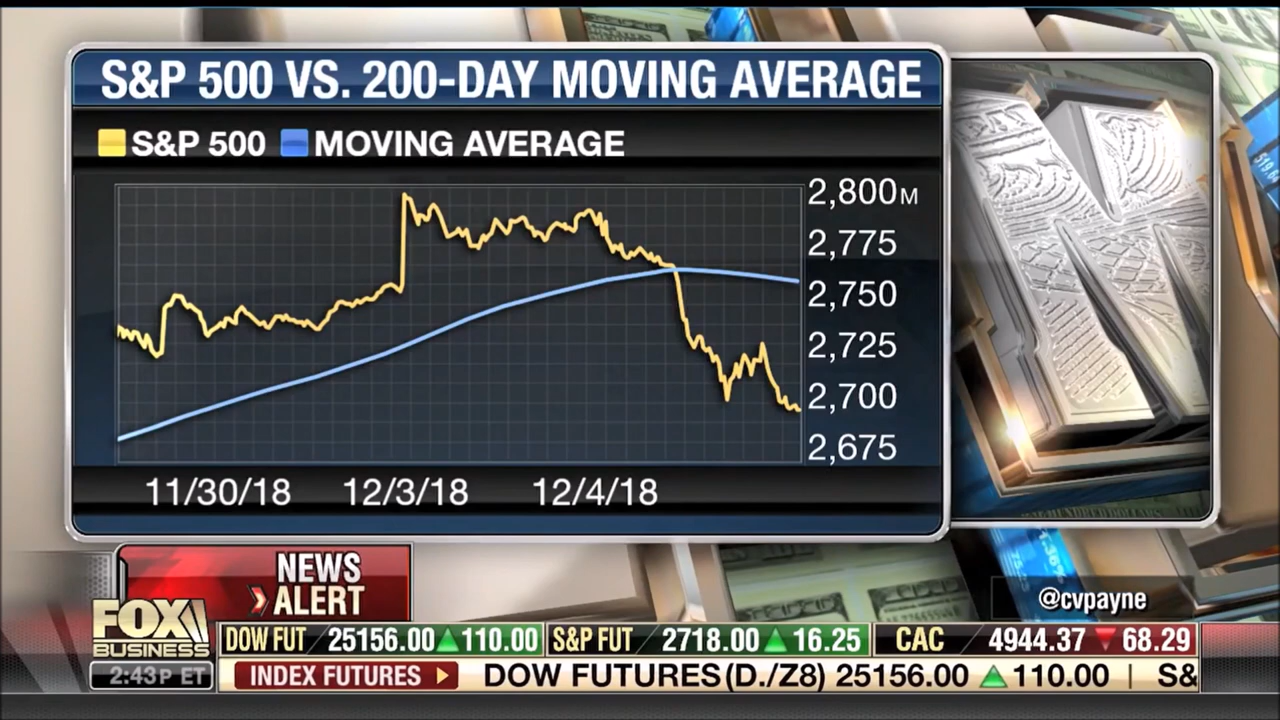 S&P 500 VS. 200-DAY MOVING AVERAGE
S&P 500 MOVING AVERAGE
2,800M
2,775
2,750
2,725
2,700
2,675
11/30/18 12/3/18 12/4/18
NEWS
ALERT
@cvpayne
FOX
BUSINESS
2:43P ET
DOW FUT 25156.00 ▲ 110.00 S&P FUT 2718.00 ▲ 16.25 CAC 4944.37 ▼ 68.29
INDEX FUTURES DOW FUTURES (D./Z8) 25156.00 ▲ 110.00 | S&